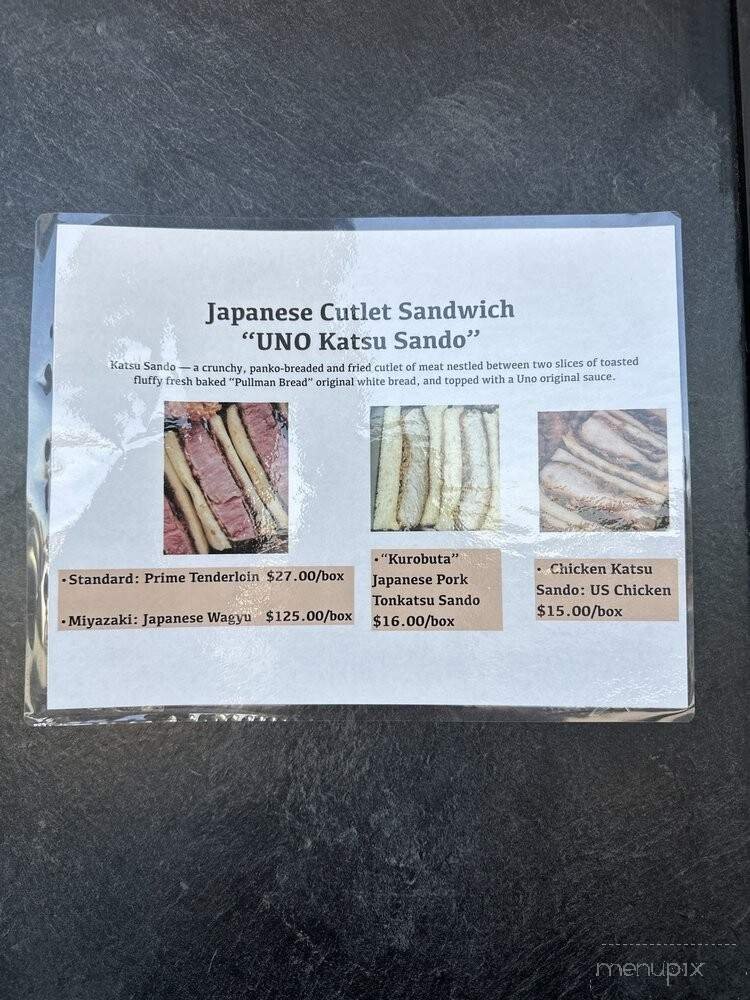 Japanese Cutlet Sandwich
“UNO Katsu Sando”
Katsu Sando — a crunchy, panko-breaded and fried cutlet of meat nestled between two slices of toasted
fluffy fresh baked “Pullman Bread” original white bread, and topped with a Uno original sauce.
•Standard: Prime Tenderloin $27.00/box
•Miyazaki: Japanese Wagyu $125.00/box
•“Kurobuta”
Japanese Pork
Tonkatsu Sando
$16.00/box
• Chicken Katsu
Sando: US Chicken
$15.00/box
menupix